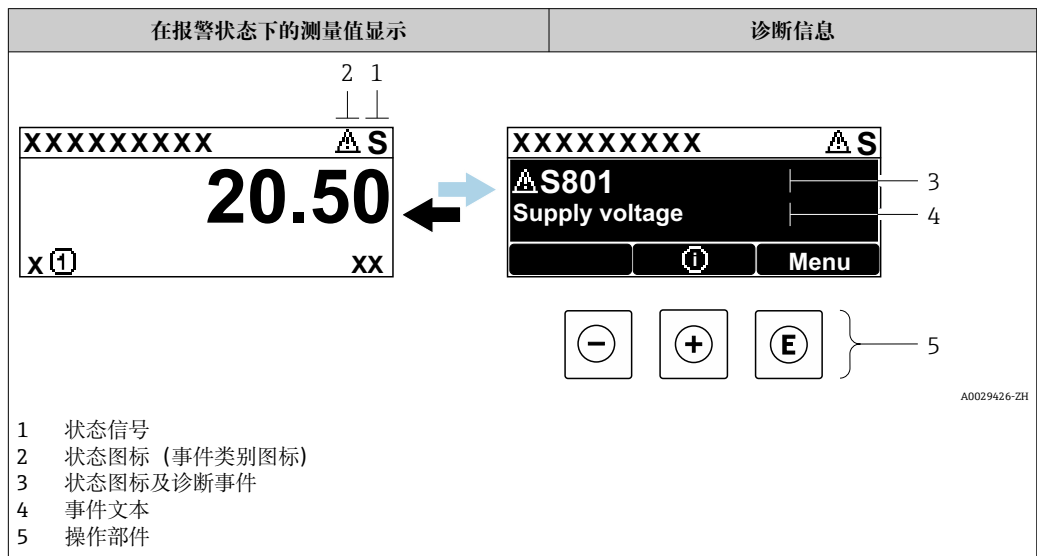 在报警状态下的测量值显示
诊断信息
2 1
XXXXXXXXX ⚠ S
20.50
X ① XX
XXXXXXXXX ⚠ S
⚠S801
Supply voltage
ⓘ Menu
3
4
− + E
5
A0029426-ZH
1 状态信号
2 状态图标（事件类别图标）
3 状态图标及诊断事件
4 事件文本
5 操作部件